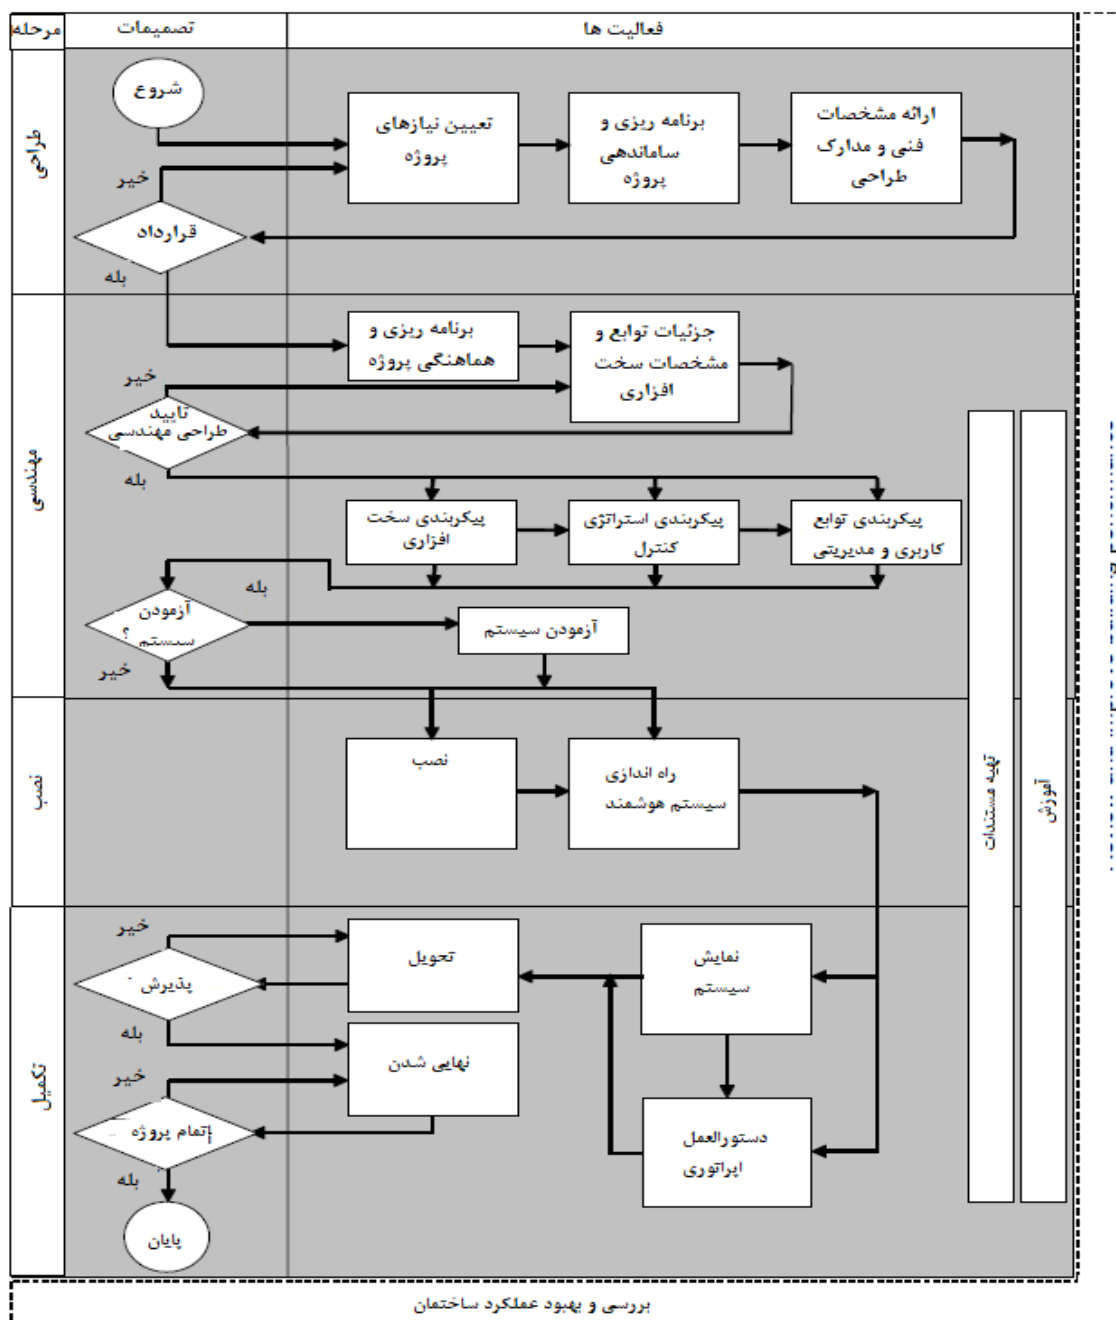 مرحله
تصمیمات
فعالیت ها
طراحی
شروع
تعیین نیازهای
پروژه
برنامه ریزی و
ساماندهی
پروژه
ارائه مشخصات
فنی و مدارک
طراحی
خیر
قرارداد
بله
مهندسی
برنامه ریزی و
هماهنگی پروژه
جزئیات توابع و
مشخصات سخت
افزاری
خیر
تایید
طراحی مهندسی
بله
پیکربندی سخت
افزاری
پیکربندی استراتژی
کنترل
پیکربندی توابع
کاربری و مدیریتی
بله
آزمودن
سیستم ؟
آزمودن سیستم
خیر
نصب
نصب
راه اندازی
سیستم هوشمند
تهیه مستندات
آموزش
تکمیل
خیر
تحویل
نمایش
سیستم
پذیرش
بله
نهایی شدن
خیر
إتمام پروژه
دستورالعمل
اپراتوری
بله
پایان
بررسی و بهبود عملکرد ساختمان